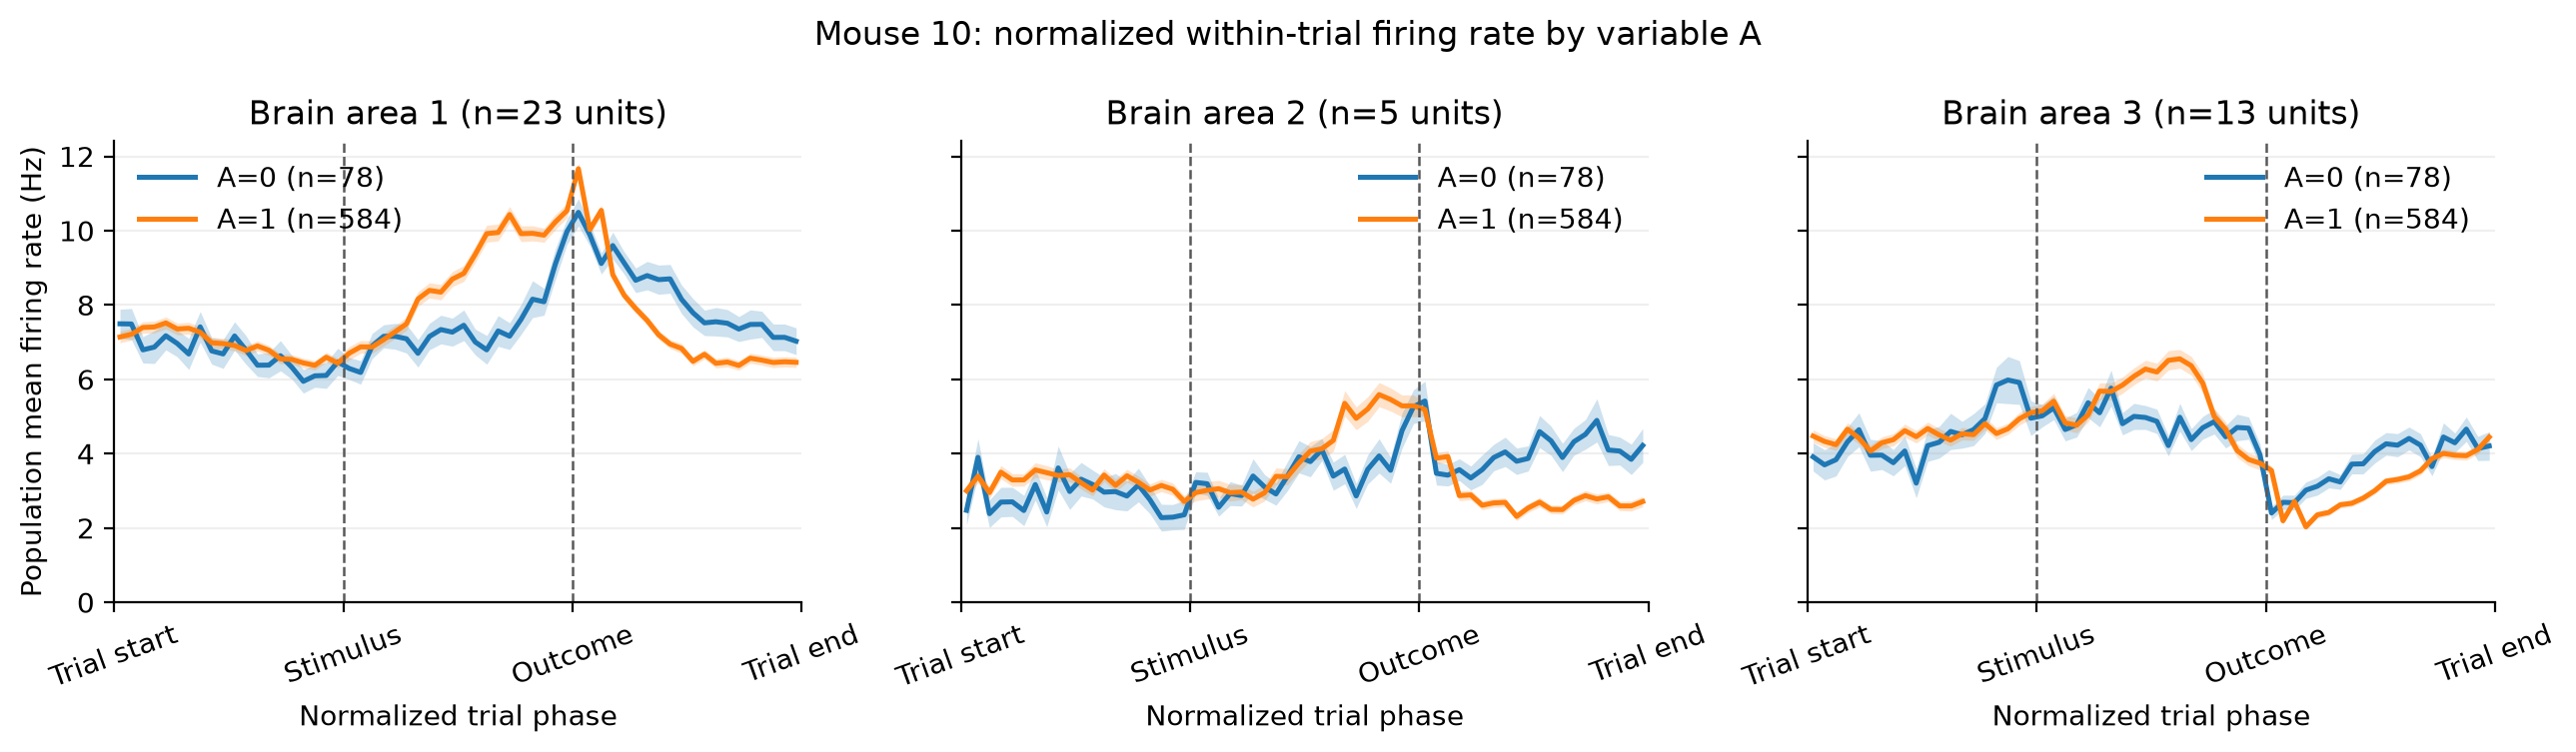 Mouse 10: normalized within-trial firing rate by variable A
Brain area 1 (n=23 units)
Population mean firing rate (Hz)
12
10
8
6
4
2
0
A=0 (n=78)
A=1 (n=584)
Trial start
Stimulus
Outcome
Trial end
Normalized trial phase
Brain area 2 (n=5 units)
A=0 (n=78)
A=1 (n=584)
Trial start
Stimulus
Outcome
Trial end
Normalized trial phase
Brain area 3 (n=13 units)
A=0 (n=78)
A=1 (n=584)
Trial start
Stimulus
Outcome
Trial end
Normalized trial phase